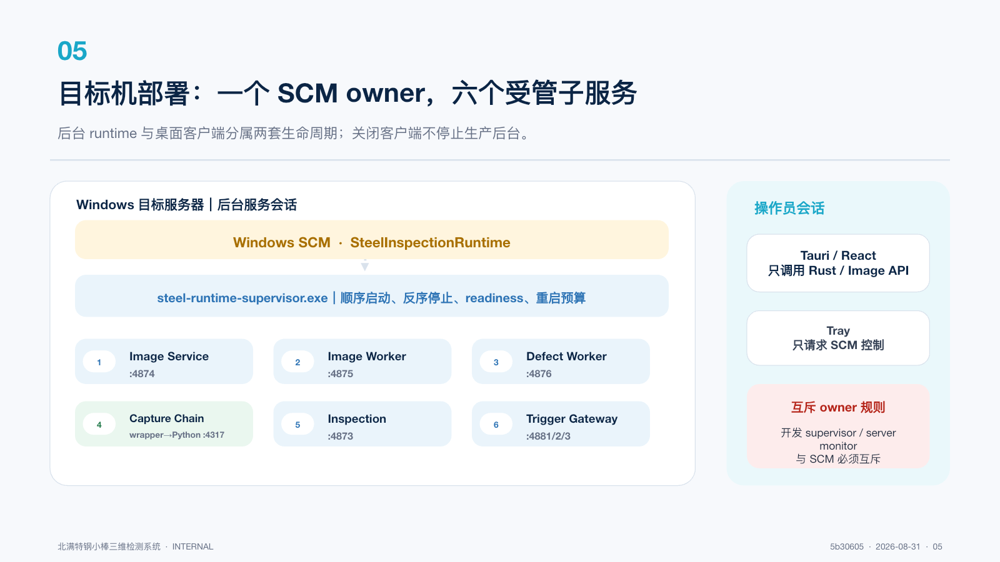 05
目标机部署：一个 SCM owner，六个受管子服务
后台 runtime 与桌面客户端分属两套生命周期；关闭客户端不停止生产后台。
Windows 目标服务器｜后台服务会话
Windows SCM · SteelInspectionRuntime
steel-runtime-supervisor.exe｜顺序启动、反序停止、readiness、重启预算
1
Image Service
:4874
2
Image Worker
:4875
3
Defect Worker
:4876
4
Capture Chain
wrapper→Python :4317
5
Inspection
:4873
6
Trigger Gateway
:4881/2/3
操作员会话
Tauri / React
只调用 Rust / Image API
Tray
只请求 SCM 控制
互斥 owner 规则
开发 supervisor / server
monitor
与 SCM 必须互斥
北满特钢小棒三维检测系统 · INTERNAL
5b30605 · 2026-08-31 · 05